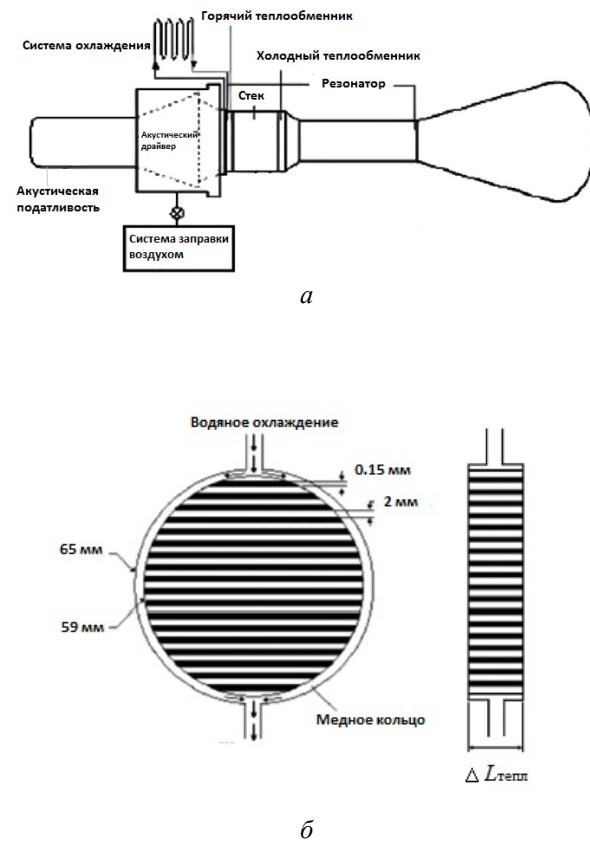 Горячий теплообменник
Система охлаждения
Холодный теплообменник
Стек
Резонатор
Акустический
драйвер
Акустическая
податливость
Система заправки
воздухом
а
Водяное охлаждение
0.15 мм
2 мм
65 мм
59 мм
Медное кольцо
△ Lтепл
б